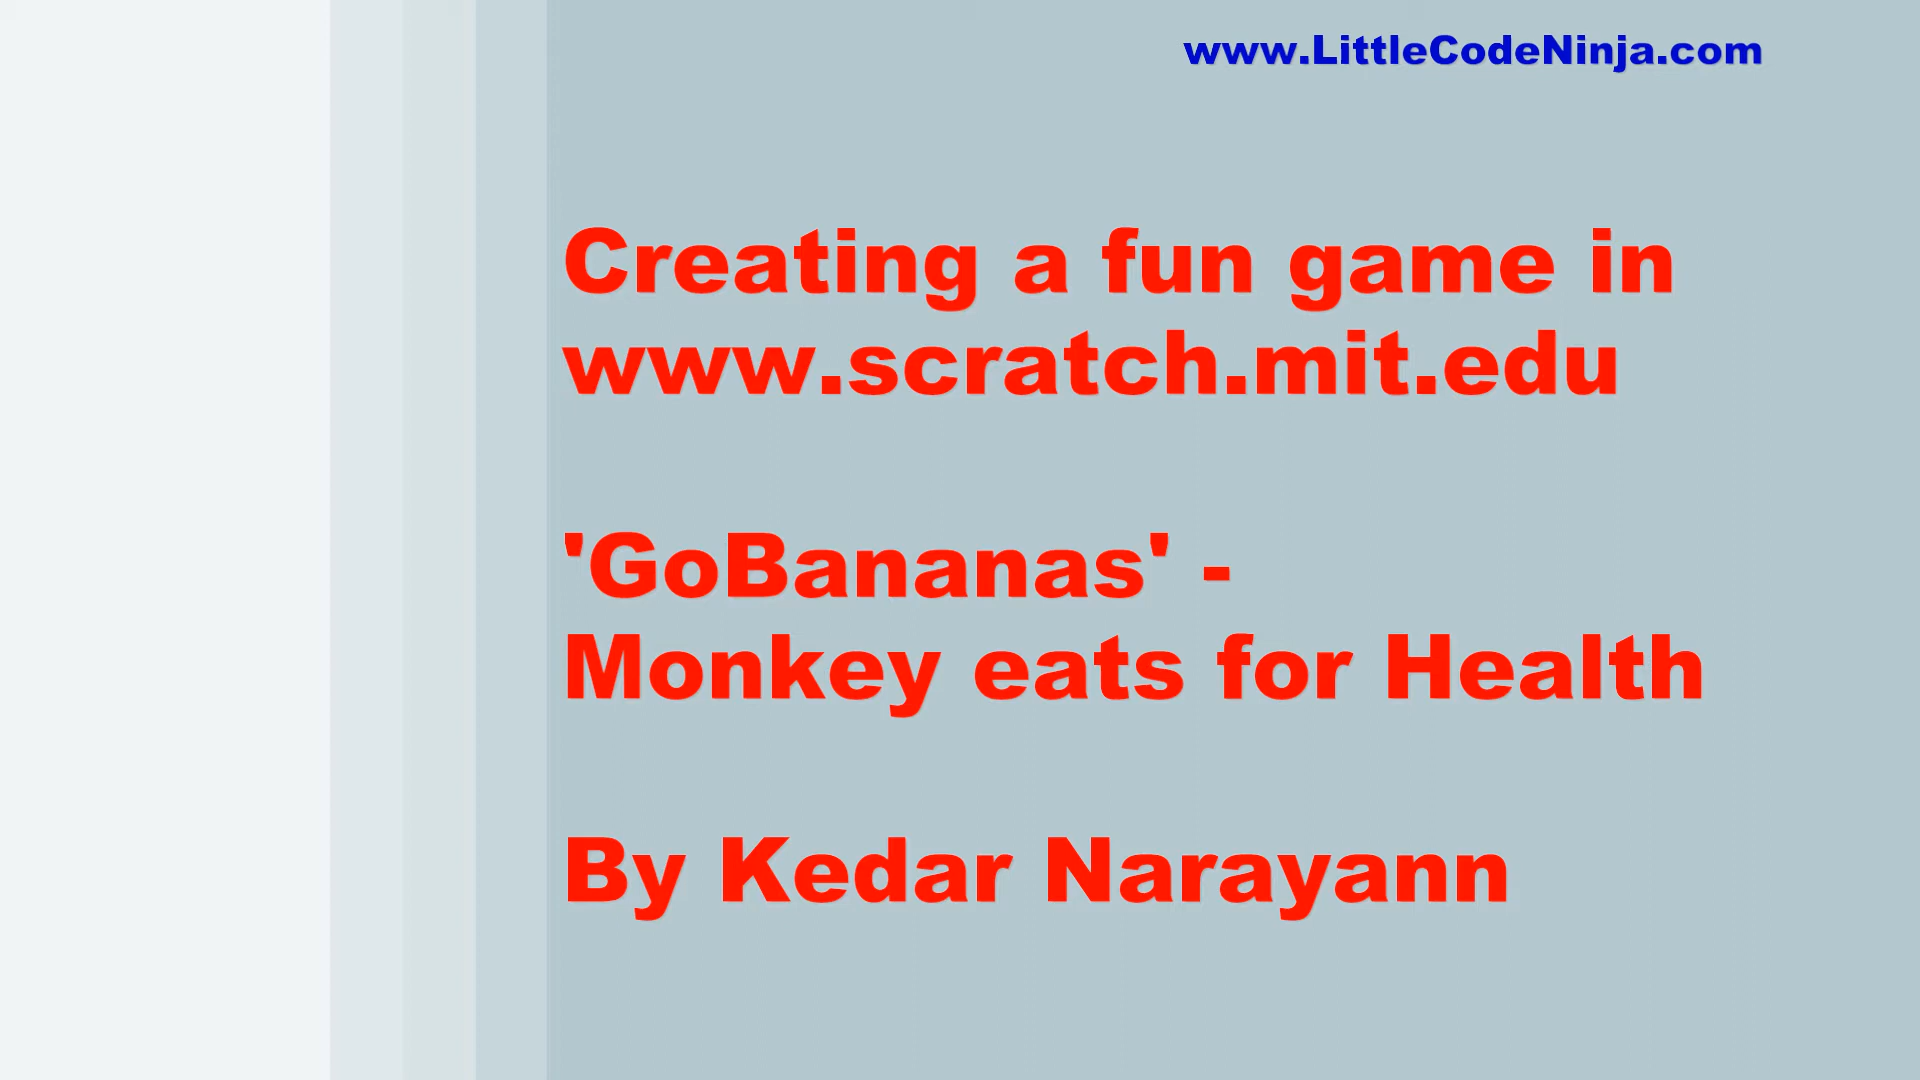 www.LittleCodeNinja.com
Creating a fun game in
www.scratch.mit.edu
'GoBananas' -
Monkey eats for Health
By Kedar Narayann